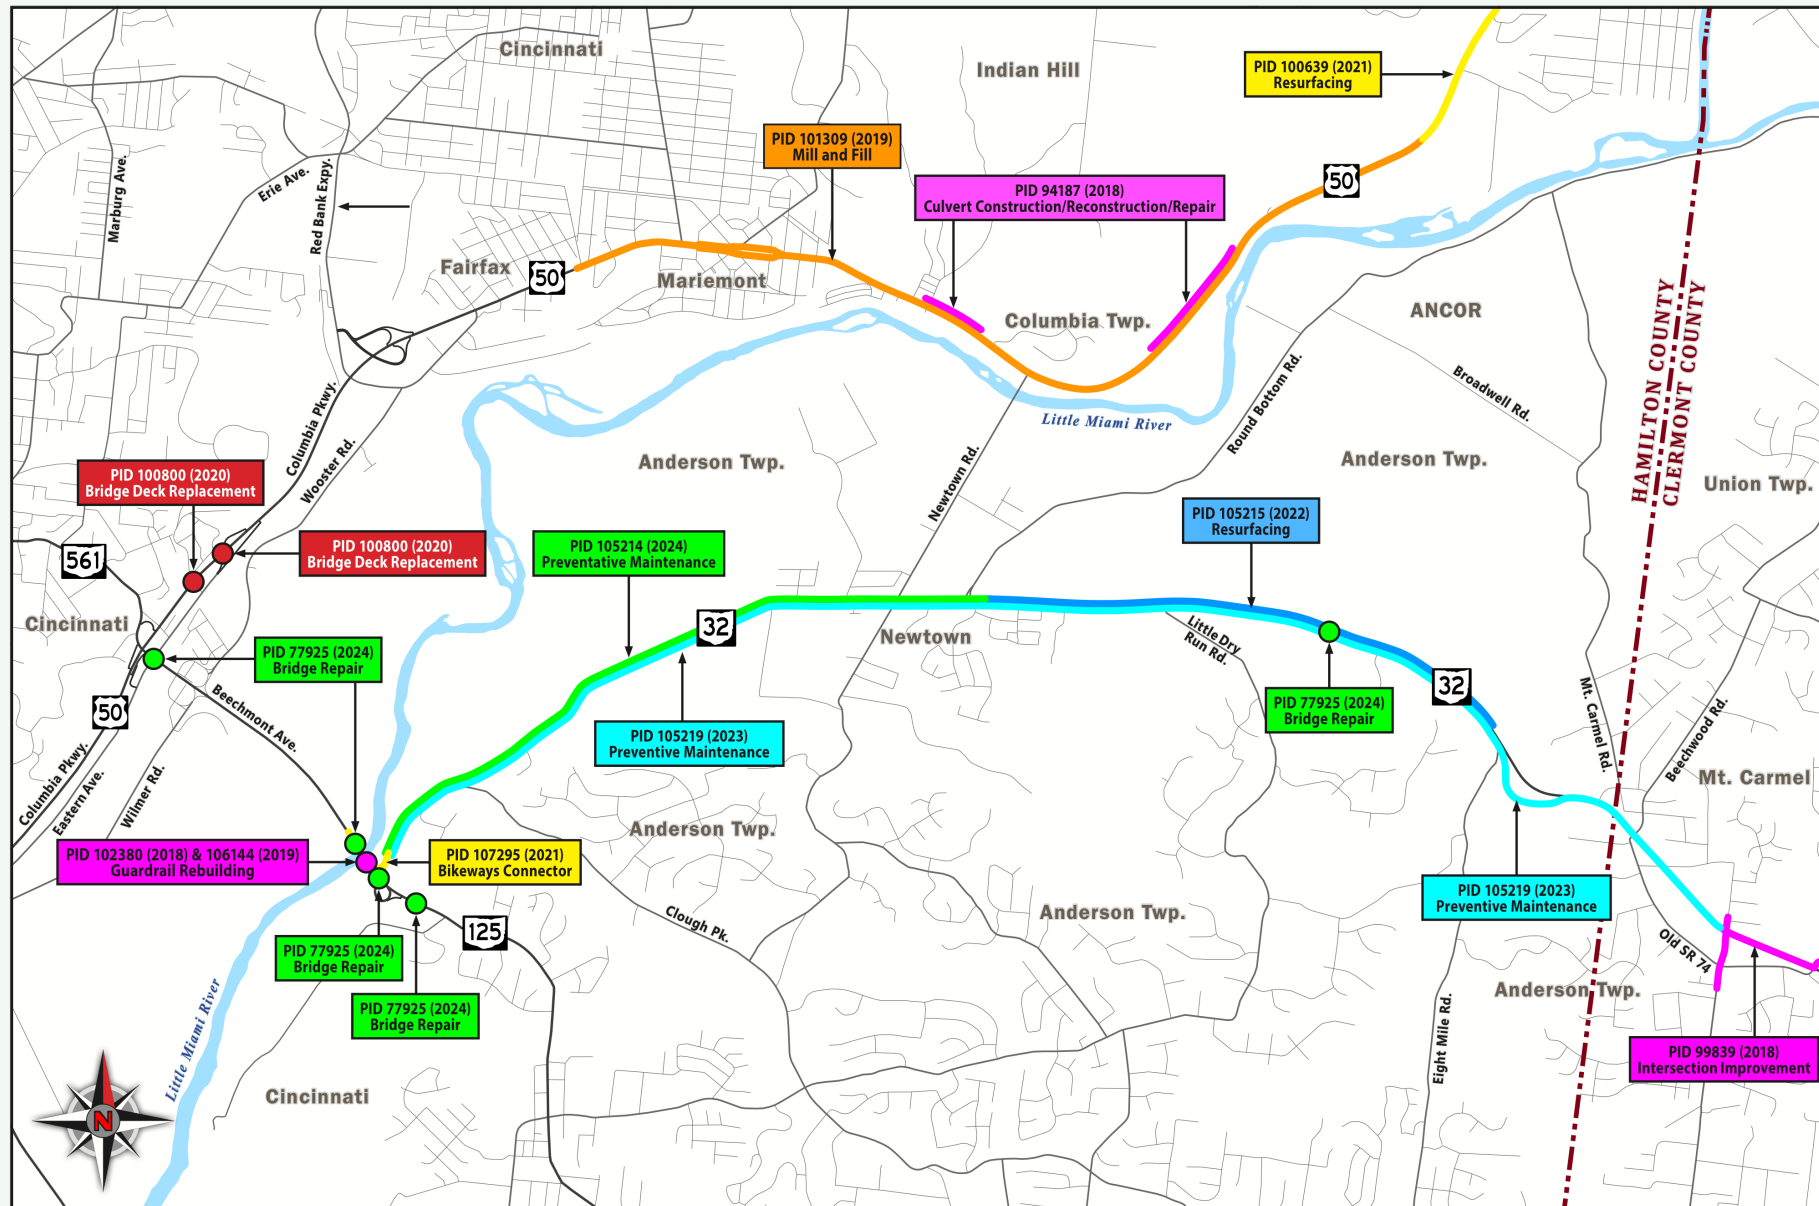 Cincinnati
Indian Hill
PID 100639 (2021)
Resurfacing
PID 101309 (2019)
Mill and Fill
Marburg Ave.
Erie Ave.
Red Bank Expy.
PID 94187 (2018)
Culvert Construction/Reconstruction/Repair
50
Fairfax
50
Mariemont
Columbia Twp.
ANCOR
HAMILTON COUNTY
CLERMONT COUNTY
Columbia Pkwy.
Wooster Rd.
Little Miami River
Round Bottom Rd.
Broadwell Rd.
Anderson Twp.
Newtown Rd.
Anderson Twp.
Union Twp.
PID 100800 (2020)
Bridge Deck Replacement
PID 100800 (2020)
Bridge Deck Replacement
PID 105214 (2024)
Preventative Maintenance
PID 105215 (2022)
Resurfacing
561
Cincinnati
32
Newtown
Little Dry
Run Rd.
PID 77925 (2024)
Bridge Repair
PID 77925 (2024)
Bridge Repair
32
50
Beechmont Ave.
PID 105219 (2023)
Preventive Maintenance
Mt. Carmel Rd.
Beechwood Rd.
Mt. Carmel
Columbia Pkwy.
Eastern Ave.
Wilmer Rd.
Anderson Twp.
PID 102380 (2018) & 106144 (2019)
Guardrail Rebuilding
PID 107295 (2021)
Bikeways Connector
PID 105219 (2023)
Preventive Maintenance
125
Clough Pk.
Anderson Twp.
Old SR 74
PID 77925 (2024)
Bridge Repair
PID 77925 (2024)
Bridge Repair
Anderson Twp.
Little Miami River
Eight Mile Rd.
PID 99839 (2018)
Intersection Improvement
Cincinnati
N